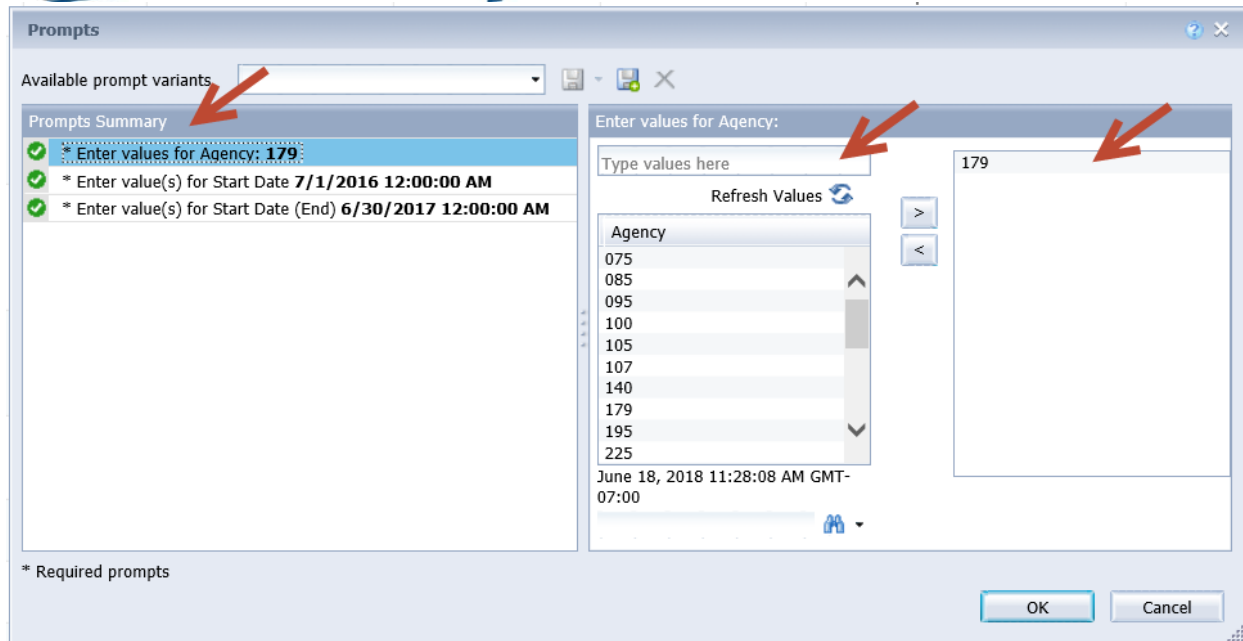 Prompts
Available prompt variants
Prompts Summary
* Enter values for Agency: 179
* Enter value(s) for Start Date 7/1/2016 12:00:00 AM
* Enter value(s) for Start Date (End) 6/30/2017 12:00:00 AM
Enter values for Agency:
Type values here
Refresh Values
Agency
075
085
095
100
105
107
140
179
195
225
June 18, 2018 11:28:08 AM GMT-
07:00
>
<
179
* Required prompts
OK
Cancel